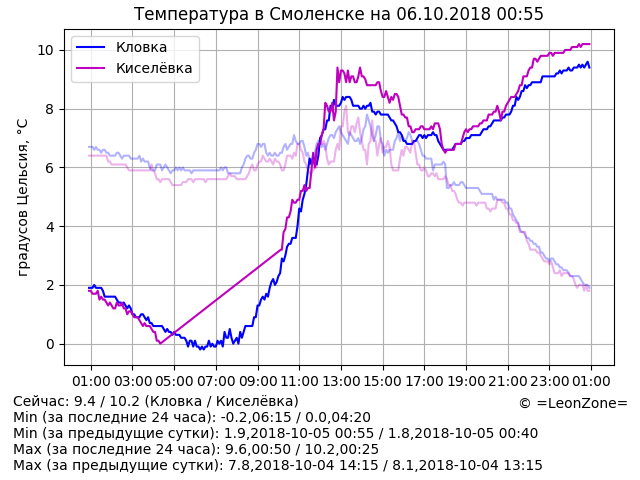 Температура в Смоленске на 06.10.2018 00:55
Кловка
Киселёвка
градусов Цельсия, °C
10
8
6
4
2
0
01:00 03:00 05:00 07:00 09:00 11:00 13:00 15:00 17:00 19:00 21:00 23:00 01:00
Сейчас: 9.4 / 10.2 (Кловка / Киселёвка)
© =LeonZone=
Min (за последние 24 часа): -0.2,06:15 / 0.0,04:20
Min (за предыдущие сутки): 1.9,2018-10-05 00:55 / 1.8,2018-10-05 00:40
Max (за последние 24 часа): 9.6,00:50 / 10.2,00:25
Max (за предыдущие сутки): 7.8,2018-10-04 14:15 / 8.1,2018-10-04 13:15